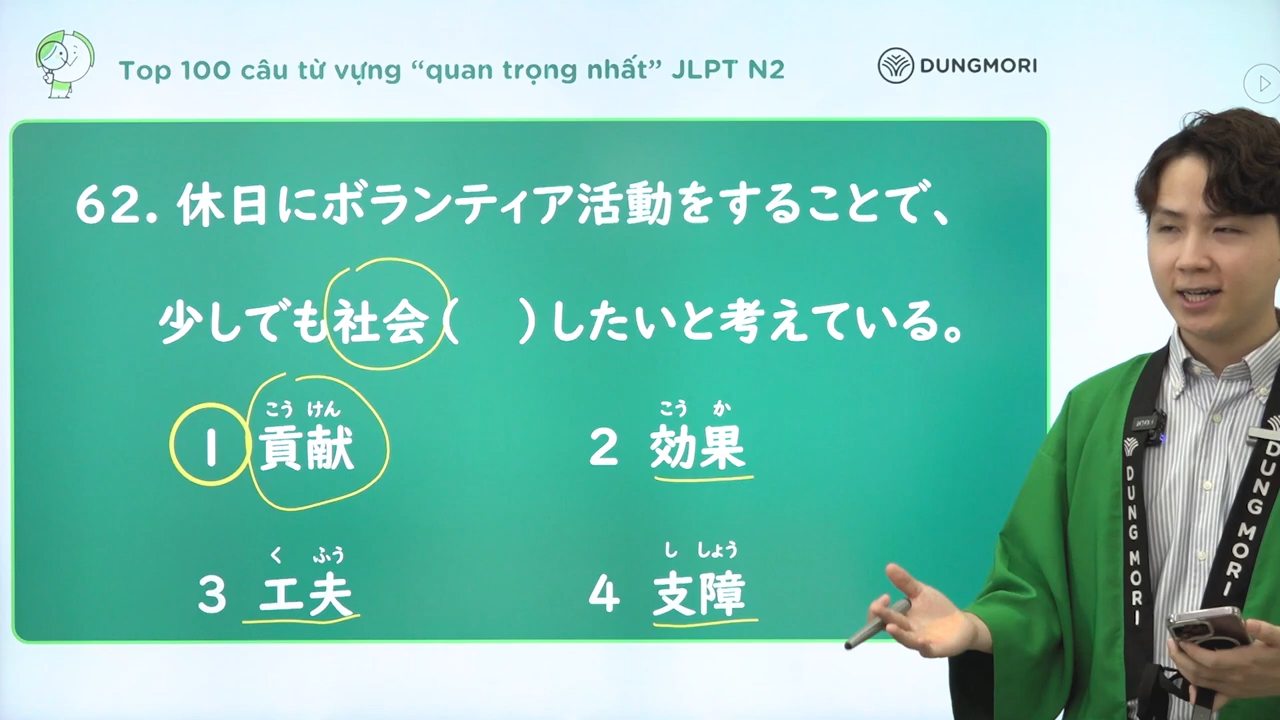 Top 100 câu từ vựng “quan trọng nhất” JLPT N2
DUNGMORI
62. 休日にボランティア活動をすることで、
少しでも社会（　）したいと考えている。
こう けん
1 貢献
こう か
2 効果
く ふう
3 工夫
し しょう
4 支障
DUNG MORI
DUNG MORI